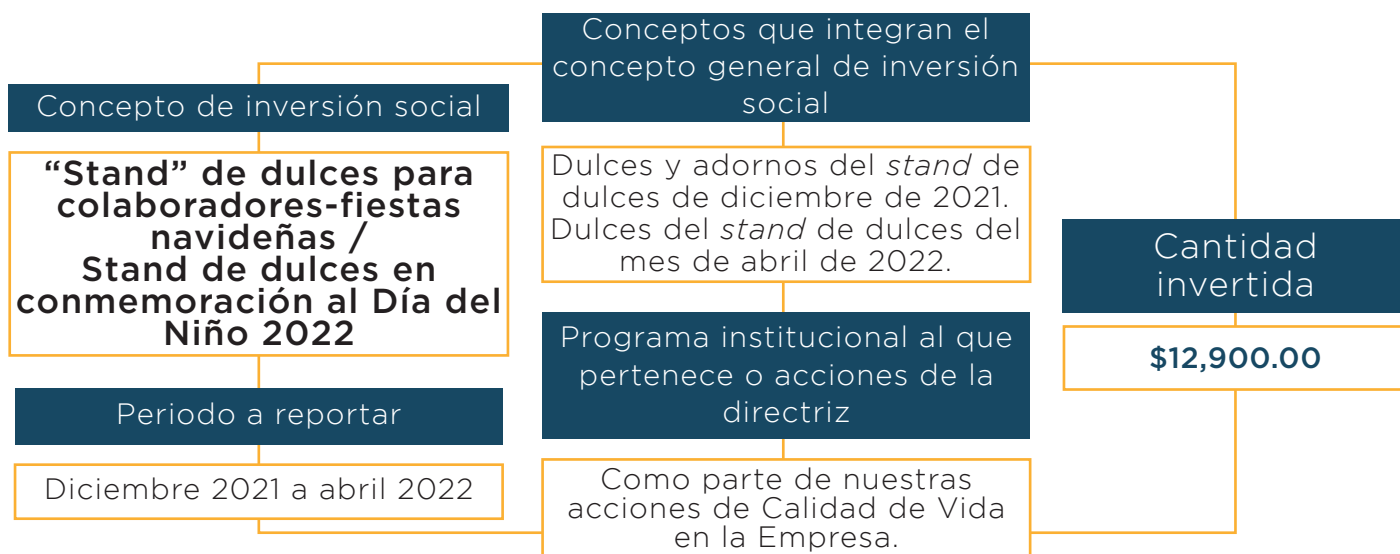 Concepto de inversión social
“Stand” de dulces para
colaboradores-fiestas
navideñas /
Stand de dulces en
conmemoración al Día del
Niño 2022
Periodo a reportar
Diciembre 2021 a abril 2022
Conceptos que integran el
concepto general de inversión
social
Dulces y adornos del stand de
dulces de diciembre de 2021.
Dulces del stand de dulces del
mes de abril de 2022.
Programa institucional al que
pertenece o acciones de la
directriz
Como parte de nuestras
acciones de Calidad de Vida
en la Empresa.
Cantidad
invertida
$12,900.00